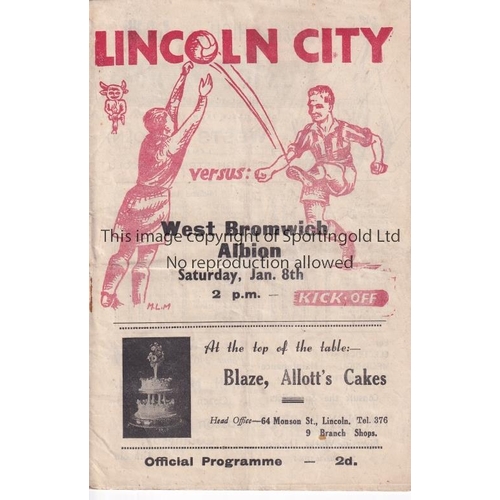 LINCOLN CITY
versus:
West Bromwich
Albion
This image copyright of Sportingold Ltd
No reproduction allowed
Saturday, Jan. 8th
2 p.m. —
KICK-OFF
M.L.M
At the top of the table:—
Blaze, Allott's Cakes
Head Office—64 Monson St., Lincoln. Tel. 376
9 Branch Shops.
Official Programme — 2d.